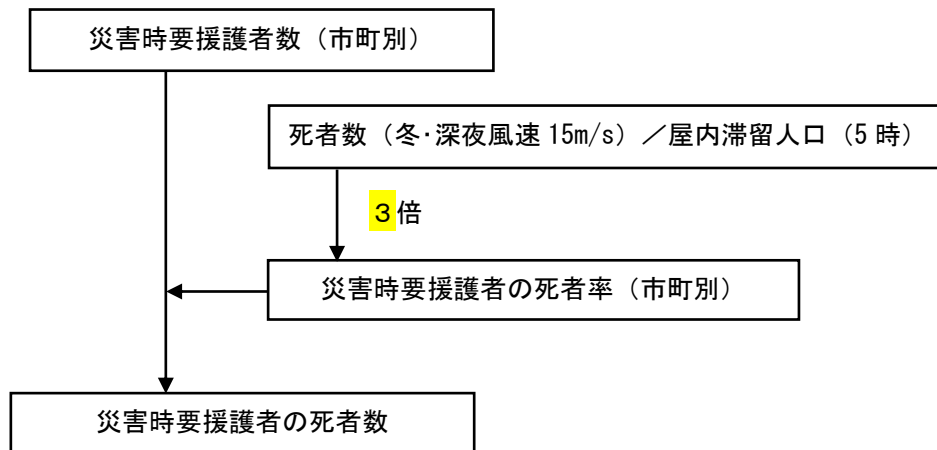 災害時要援護者数（市町別）
死者数（冬・深夜風速 15m/s）／屋内滞留人口（5 時）
３倍
災害時要援護者の死者率（市町別）
災害時要援護者の死者数